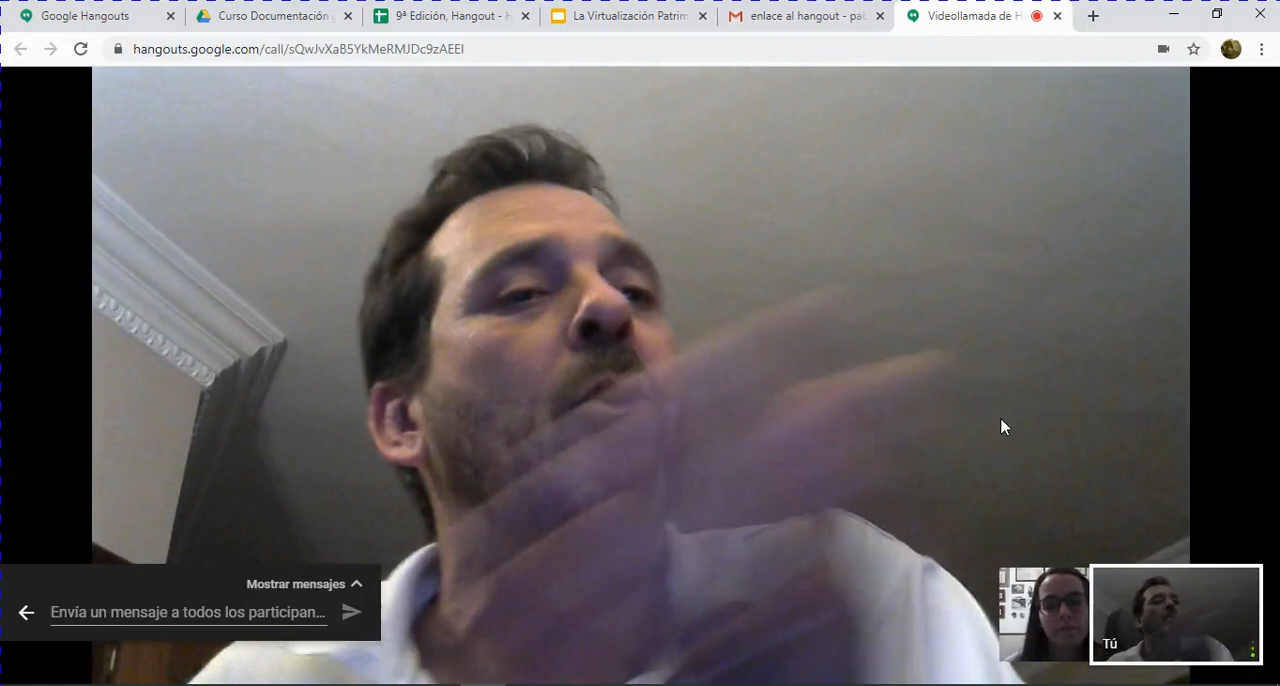 Google Hangouts
Curso Documentación
9ª Edición, Hangout - H
La Virtualización Patrim
enlace al hangout - pal
Videollamada de H
hangouts.google.com/call/sQwJvXaB5YkMeRMJDc9zAEEI
Mostrar mensajes
Envía un mensaje a todos los participan...
Tú